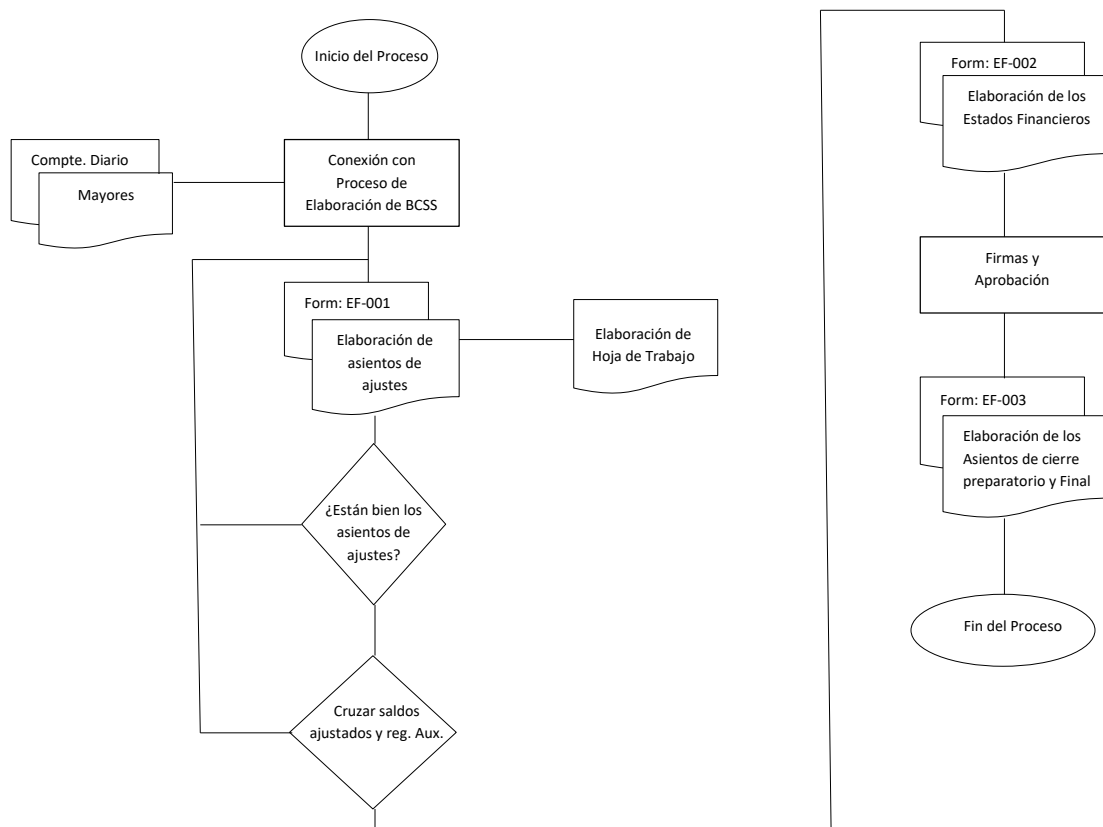 Inicio del Proceso
Compte. Diario
Mayores
Conexión con
Proceso de
Elaboración de BCSS
Form: EF-001
Elaboración de
asientos de
ajustes
Elaboración de
Hoja de Trabajo
¿Están bien los
asientos de
ajustes?
Cruzar saldos
ajustados y reg. Aux.
Form: EF-002
Elaboración de los
Estados Financieros
Firmas y
Aprobación
Form: EF-003
Elaboración de los
Asientos de cierre
preparatorio y Final
Fin del Proceso